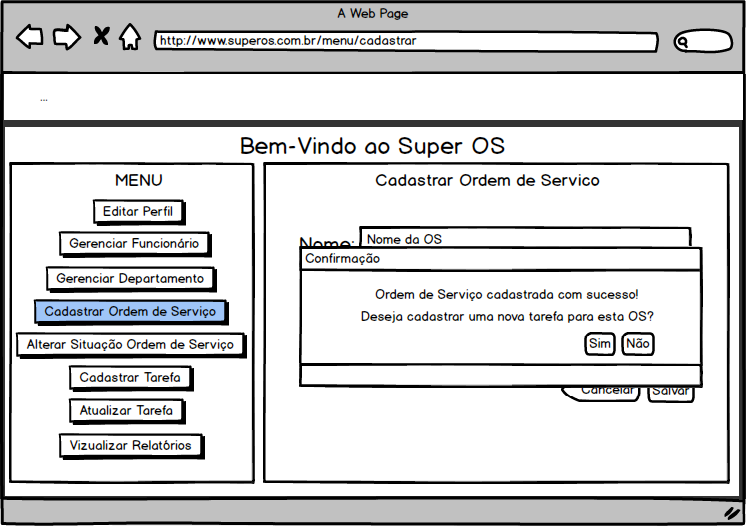 A Web Page
http://www.superos.com.br/menu/cadastrar
...
Bem-Vindo ao Super OS
MENU
Editar Perfil
Gerenciar Funcionário
Gerenciar Departamento
Cadastrar Ordem de Serviço
Alterar Situação Ordem de Serviço
Cadastrar Tarefa
Atualizar Tarefa
Vizualizar Relatórios
Cadastrar Ordem de Servico
Nome: Nome da OS
Confirmação
Ordem de Serviço cadastrada com sucesso!
Deseja cadastrar uma nova tarefa para esta OS?
Sim Não
Cancelar Salvar